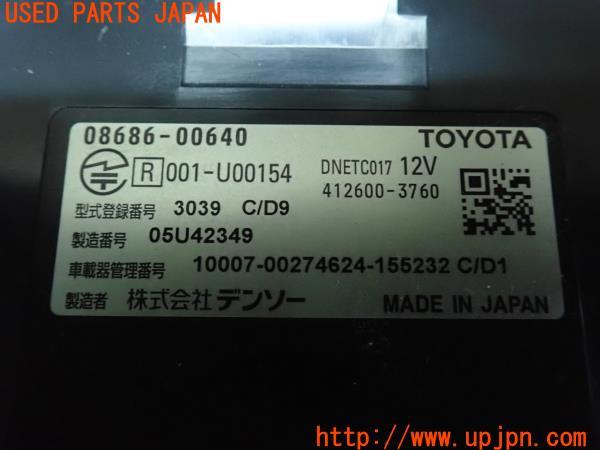 USED PARTS JAPAN
08686-00640 TOYOTA
R 001-U00154 DNETC017 12V
412600-3760
型式登録番号 3039 C/D9
製造番号 05U42349
車載器管理番号 10007-00274624-155232 C/D1
製造者 株式会社デンソー MADE IN JAPAN
UPJ
http://www.upjpn.com